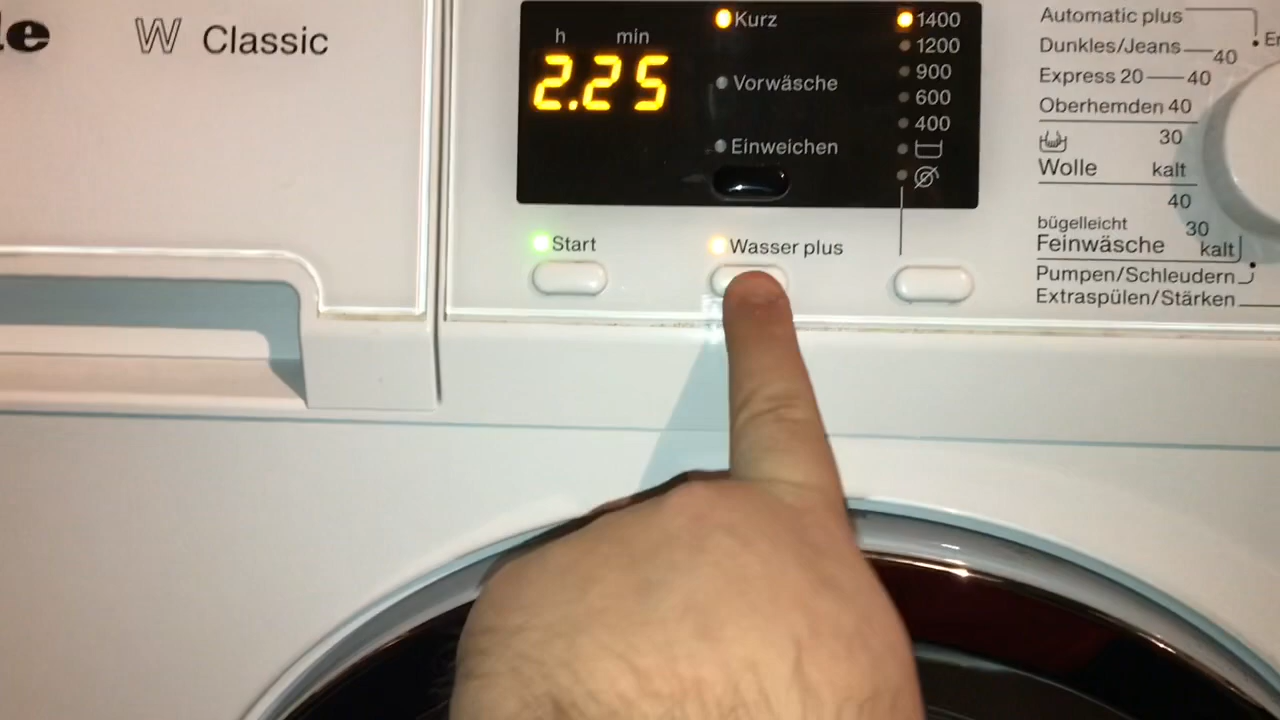 W Classic
h min
2.25
Kurz
Vorwäsche
Einweichen
1400
1200
900
600
400
Start
Wasser plus
Automatic plus
Dunkles/Jeans 40
Express 20 40
Oberhemden 40
30
Wolle kalt
40
bügelleicht 30
Feinwäsche kalt
Pumpen/Schleudern
Extraspülen/Stärken